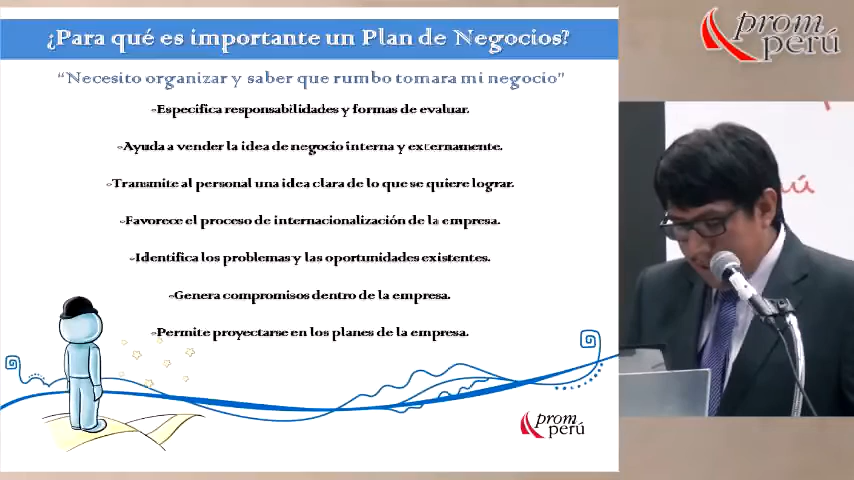 ¿Para qué es importante un Plan de Negocios?
“Necesito organizar y saber que rumbo tomara mi negocio”
-Especifica responsabilidades y formas de evaluar.
-Ayuda a vender la idea de negocio interna y externamente.
-Transmite al personal una idea clara de lo que se quiere lograr.
-Favorece el proceso de internacionalización de la empresa.
-Identifica los problemas y las oportunidades existentes.
-Genera compromisos dentro de la empresa.
-Permite proyectarse en los planes de la empresa.
prom
perú
prom
perú
ú